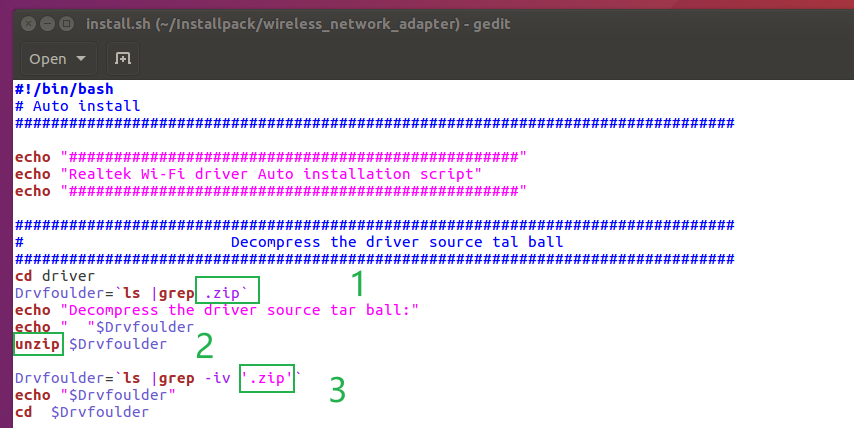 install.sh (~/Installpack/wireless_network_adapter) - gedit
Open
#!/bin/bash
# Auto install
################################################################################
echo "##################################################"
echo "Realtek Wi-Fi driver Auto installation script"
echo "##################################################"
################################################################################
#                       Decompress the driver source tal ball
################################################################################
cd driver
1
Drvfoulder=`ls |grep .zip`
echo "Decompress the driver source tar ball:"
echo "  "$Drvfoulder
unzip $Drvfoulder 2
Drvfoulder=`ls |grep -iv '.zip'`
echo "$Drvfoulder" 3
cd  $Drvfoulder